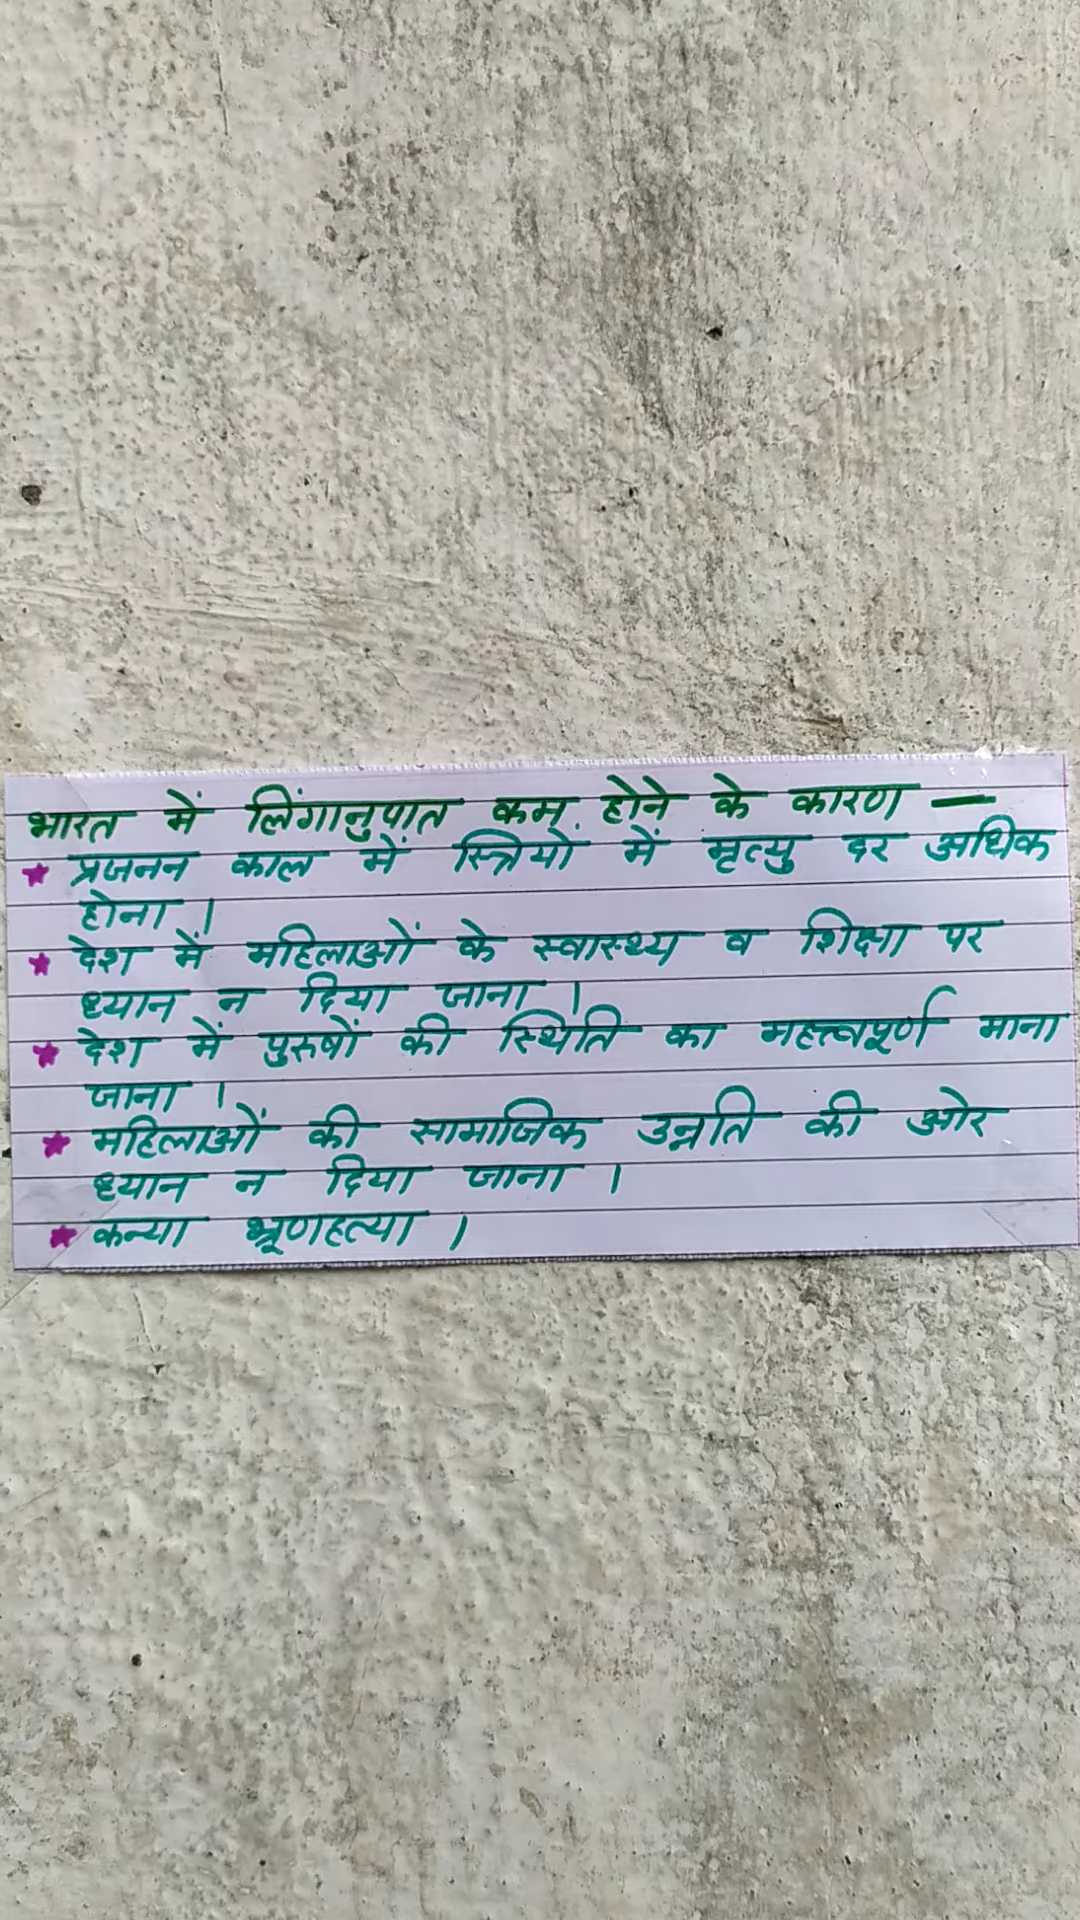 भारत में लिंगानुपात कम होने के कारण —
★ प्रजनन काल में स्त्रियों में मृत्यु दर अधिक
होना ।
★ देश में महिलाओं के स्वास्थ्य व शिक्षा पर
ध्यान न दिया जाना ।
★ देश में पुरुषों की स्थिति का महत्त्वपूर्ण माना
जाना ।
★ महिलाओं की सामाजिक उन्नति की ओर
ध्यान न दिया जाना ।
★ कन्या भ्रूणहत्या ।